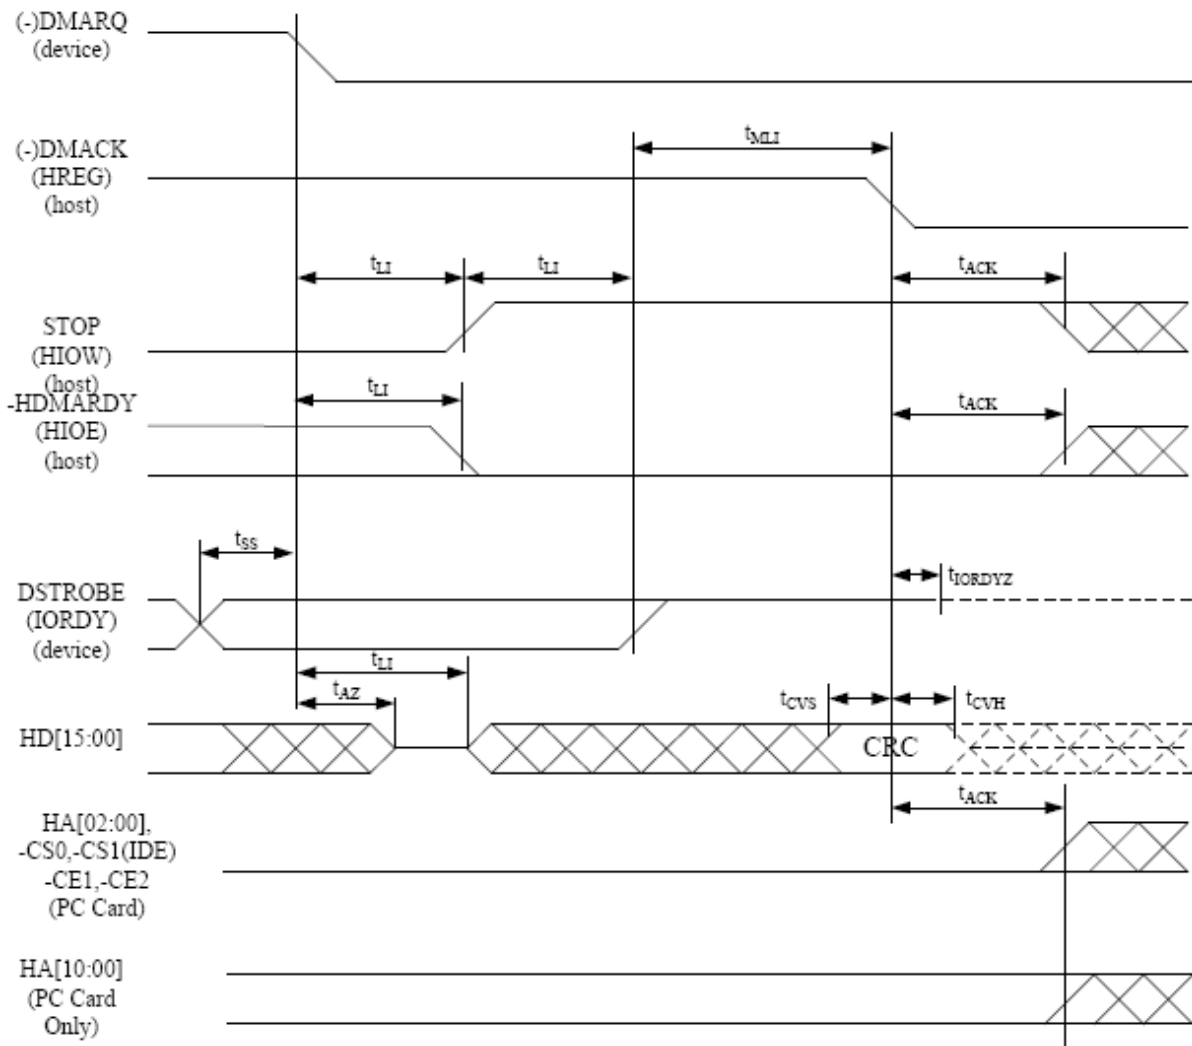 (-)DMARQ
(device)
tMLI
(-)DMACK
(HREG)
(host)
tLI
tLI
tACK
STOP
(HIOW)
(host)
-HDMARDY
(HIOE)
(host)
tLI
tACK
tSS
tIORDYZ
DSTROBE
(IORDY)
(device)
tLI
tAZ
tCVS
tCVH
HD[15:00]
CRC
tACK
HA[02:00],
-CS0,-CS1(IDE)
-CE1,-CE2
(PC Card)
HA[10:00]
(PC Card
Only)